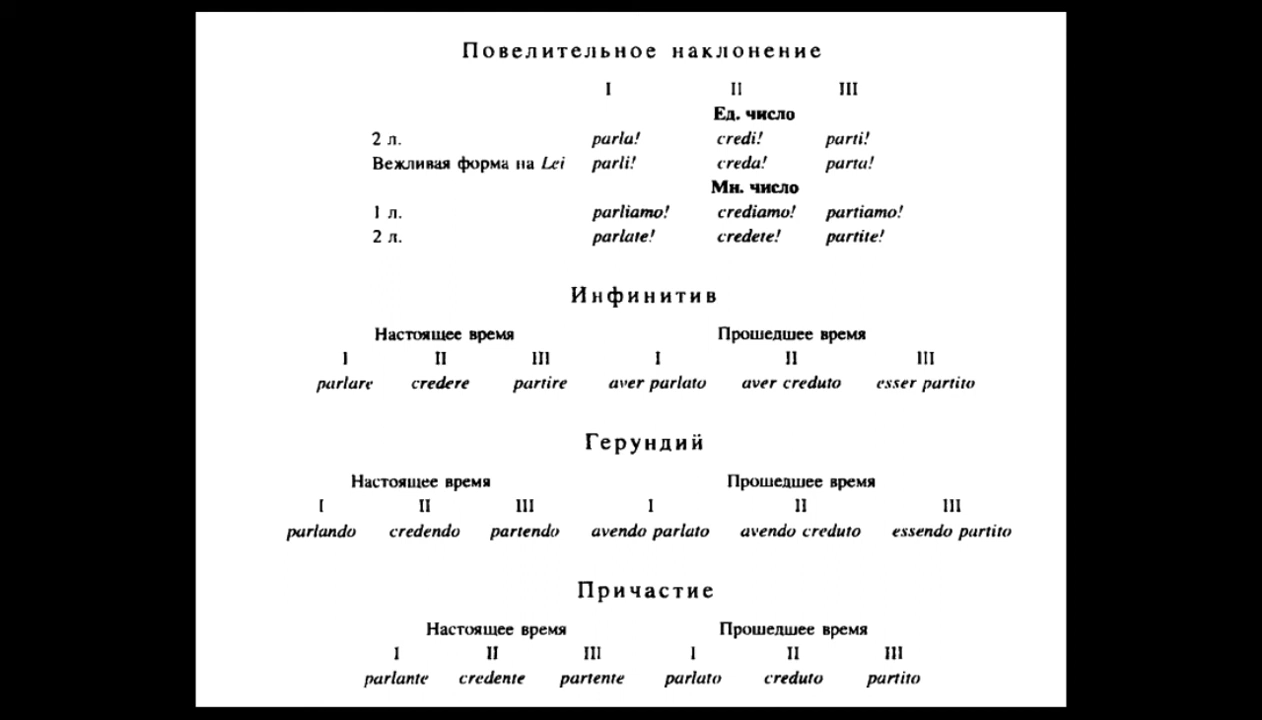 Повелительное наклонение
I II III
Ед. число
2 л. parla! credi! parti!
Вежливая форма на Lei parli! creda! parta!
Мн. число
1 л. parliamo! crediamo! partiamo!
2 л. parlate! credete! partite!
Инфинитив
Настоящее время Прошедшее время
I II III I II III
parlare credere partire aver parlato aver creduto esser partito
Герундий
Настоящее время Прошедшее время
I II III I II III
parlando credendo partendo avendo parlato avendo creduto essendo partito
Причастие
Настоящее время Прошедшее время
I II III I II III
parlante credente partente parlato creduto partito